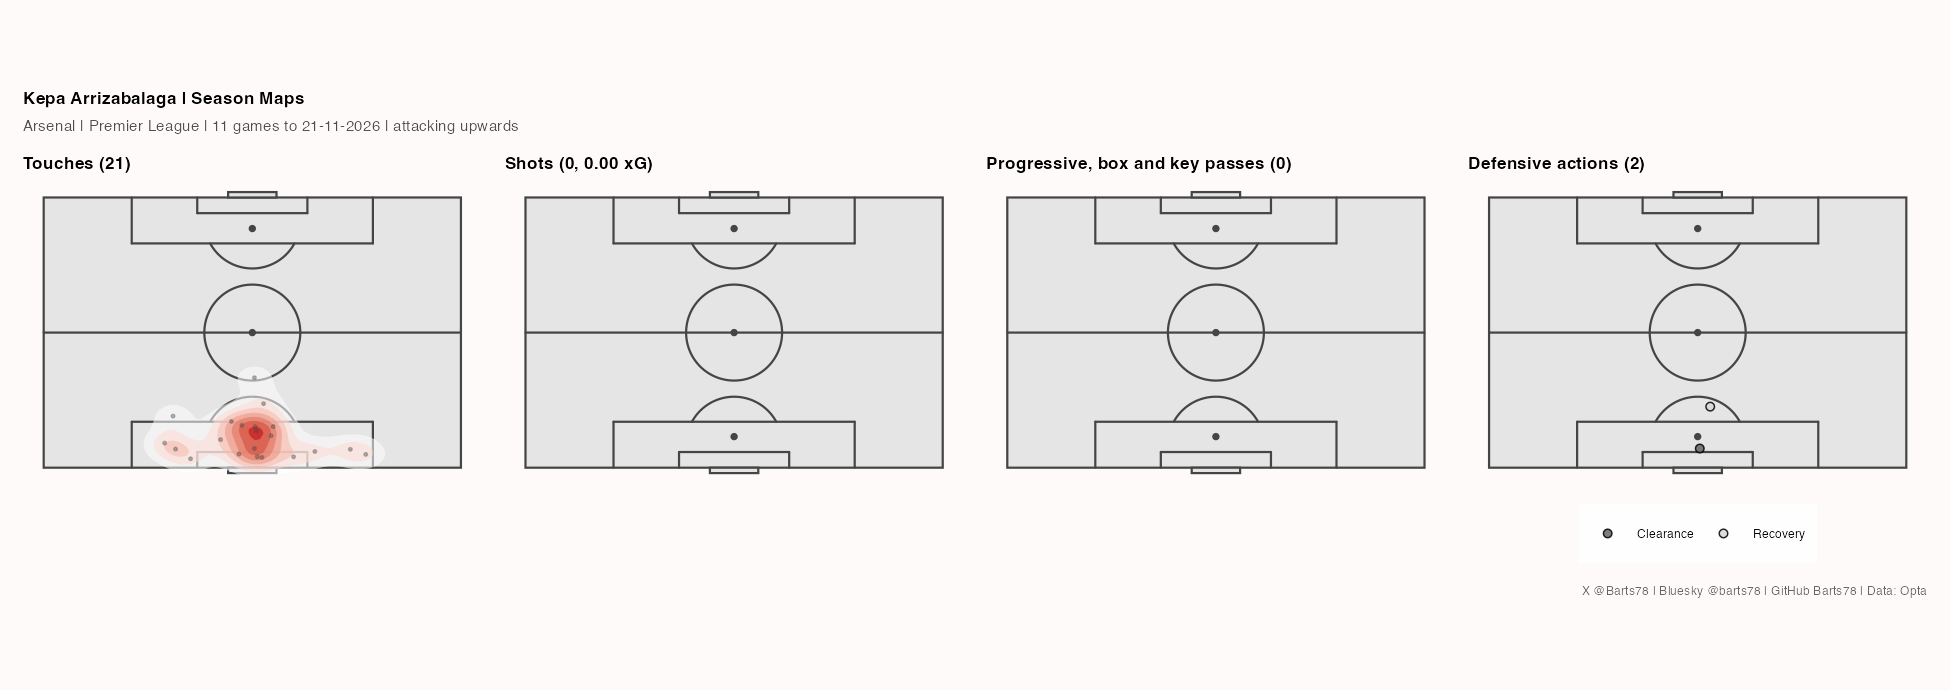 Kepa Arrizabalaga | Season Maps
Arsenal | Premier League | 11 games to 21-11-2026 | attacking upwards
Touches (21)
Shots (0, 0.00 xG)
Progressive, box and key passes (0)
Defensive actions (2)
Clearance
Recovery
X @Barts78 | Bluesky @barts78 | GitHub Barts78 | Data: Opta